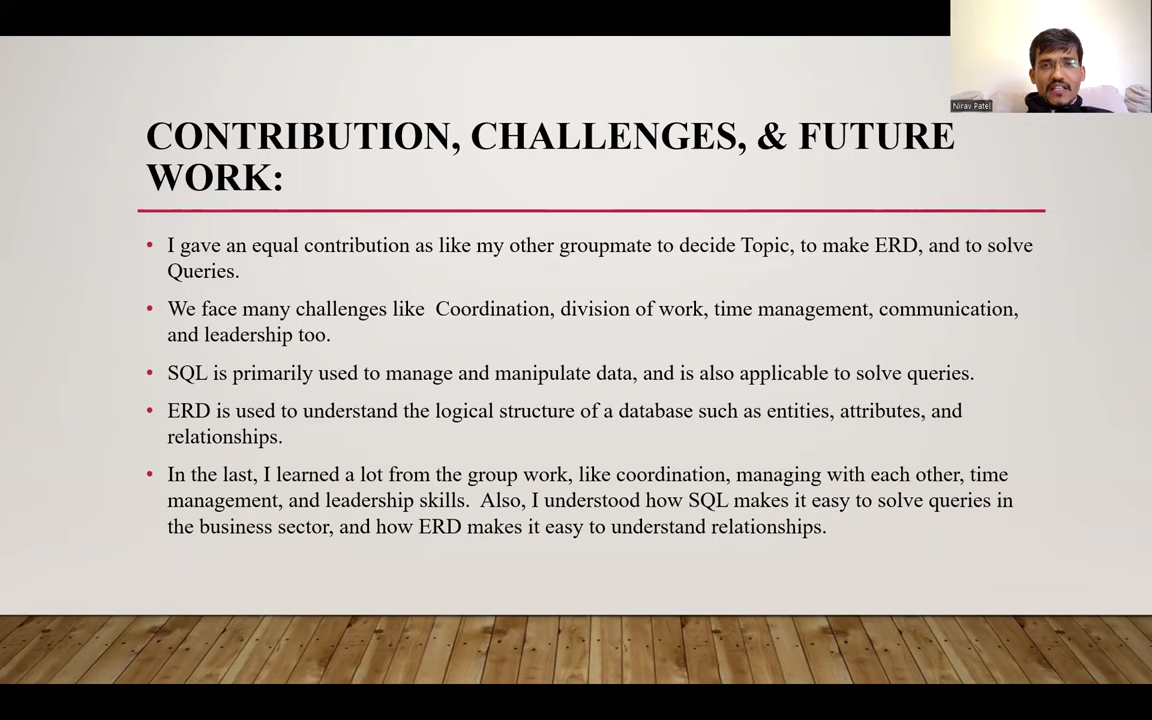 Nirav Patel
CONTRIBUTION, CHALLENGES, & FUTURE
WORK:
• I gave an equal contribution as like my other groupmate to decide Topic, to make ERD, and to solve
Queries.
• We face many challenges like  Coordination, division of work, time management, communication,
and leadership too.
• SQL is primarily used to manage and manipulate data, and is also applicable to solve queries.
• ERD is used to understand the logical structure of a database such as entities, attributes, and
relationships.
• In the last, I learned a lot from the group work, like coordination, managing with each other, time
management, and leadership skills.  Also, I understood how SQL makes it easy to solve queries in
the business sector, and how ERD makes it easy to understand relationships.